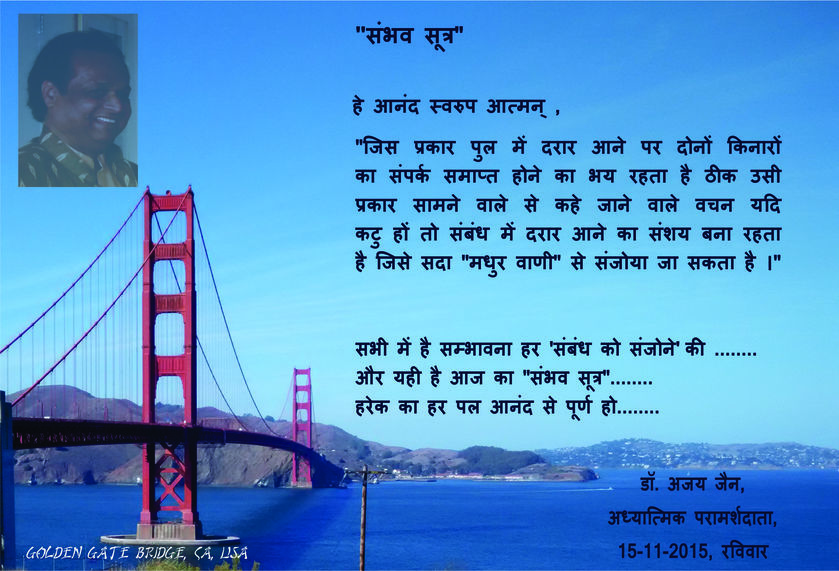 "संभव सूत्र"
हे आनंद स्वरुप आत्मन् ,
"जिस प्रकार पुल में दरार आने पर दोनों किनारों
का संपर्क समाप्त होने का भय रहता है ठीक उसी
प्रकार सामने वाले से कहे जाने वाले वचन यदि
कटु हों तो संबंध में दरार आने का संशय बना रहता
है जिसे सदा "मधुर वाणी" से संजोया जा सकता है ।"
सभी में है सम्भावना हर 'संबंध को संजोने' की ........
और यही है आज का "संभव सूत्र"........
हरेक का हर पल आनंद से पूर्ण हो........
डॉ. अजय जैन,
अध्यात्मिक परामर्शदाता,
15-11-2015, रविवार
GOLDEN GATE BRIDGE, CA, USA